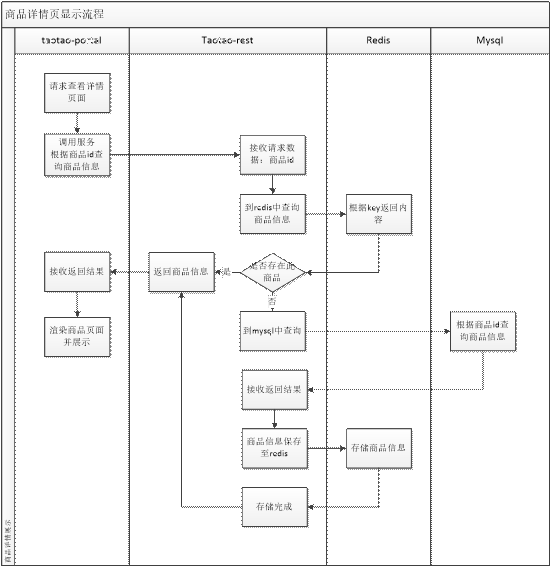 商品详情页显示流程
taotao-portal
Taotao-rest
Redis
Mysql
请求查看详情
页面
调用服务
根据商品id查
询商品信息
接收请求数
据：商品id
到redis中查询
商品信息
根据key返回内
容
接收返回结果
返回商品信息
是
是否存在此
商品
否
渲染商品页面
并展示
到mysql中查询
根据商品id查
询商品信息
接收返回结果
商品信息保存
至redis
存储商品信息
存储完成
商品详情展示